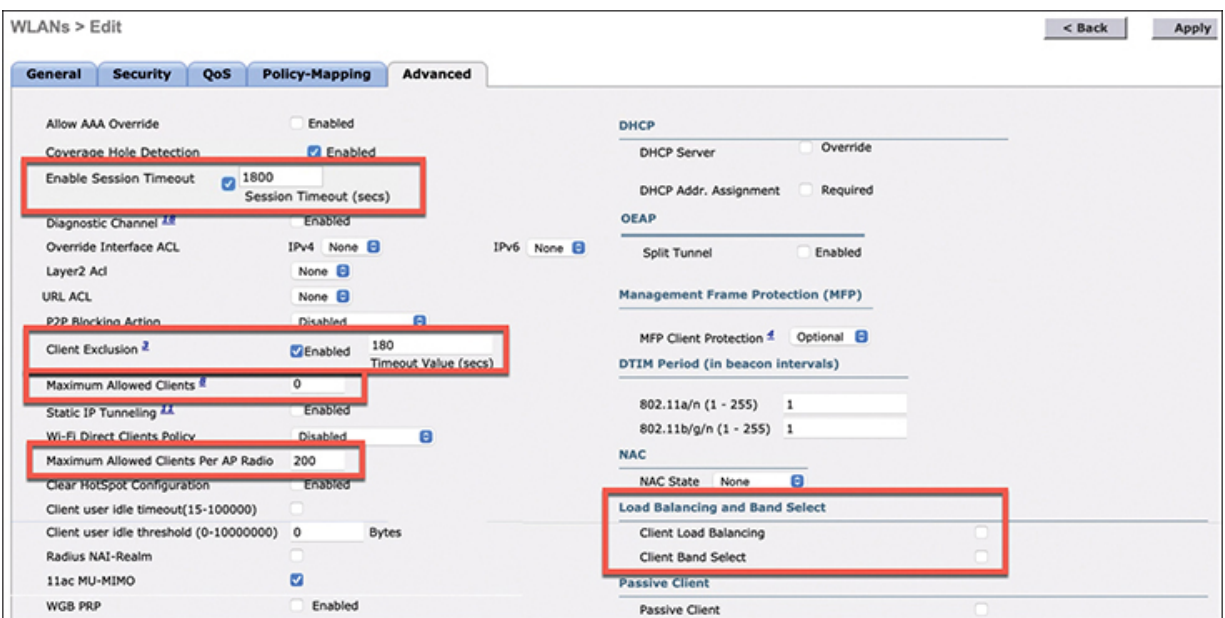 WLANs > Edit
< Back
Apply
General
Security
QoS
Policy-Mapping
Advanced
Allow AAA Override Enabled
Coverage Hole Detection Enabled
Enable Session Timeout 1800
Session Timeout (secs)
Diagnostic Channel 18 Enabled
Override Interface ACL IPv4 None IPv6 None
Layer2 Acl None
URL ACL None
P2P Blocking Action Disabled
Client Exclusion 3 Enabled 180
Timeout Value (secs)
Maximum Allowed Clients 8 0
Static IP Tunneling 11 Enabled
Wi-Fi Direct Clients Policy Disabled
Maximum Allowed Clients Per AP Radio 200
Clear HotSpot Configuration Enabled
Client user idle timeout(15-100000)
Client user idle threshold (0-10000000) 0 Bytes
Radius NAI-Realm
11ac MU-MIMO
WGB PRP Enabled
DHCP
DHCP Server Override
DHCP Addr. Assignment Required
OEAP
Split Tunnel Enabled
Management Frame Protection (MFP)
MFP Client Protection 4 Optional
DTIM Period (in beacon intervals)
802.11a/n (1 - 255) 1
802.11b/g/n (1 - 255) 1
NAC
NAC State None
Load Balancing and Band Select
Client Load Balancing
Client Band Select
Passive Client
Passive Client